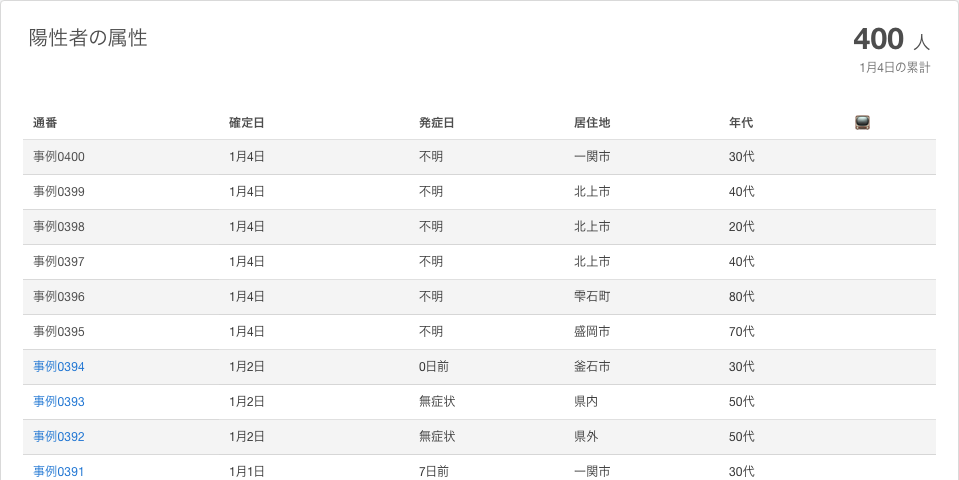 陽性者の属性
400 人
1月4日の累計
通番 確定日 発症日 居住地 年代
事例0400 1月4日 不明 一関市 30代
事例0399 1月4日 不明 北上市 40代
事例0398 1月4日 不明 北上市 20代
事例0397 1月4日 不明 北上市 40代
事例0396 1月4日 不明 雫石町 80代
事例0395 1月4日 不明 盛岡市 70代
事例0394 1月2日 0日前 釜石市 30代
事例0393 1月2日 無症状 県内 50代
事例0392 1月2日 無症状 県外 50代
事例0391 1月1日 7日前 一関市 30代